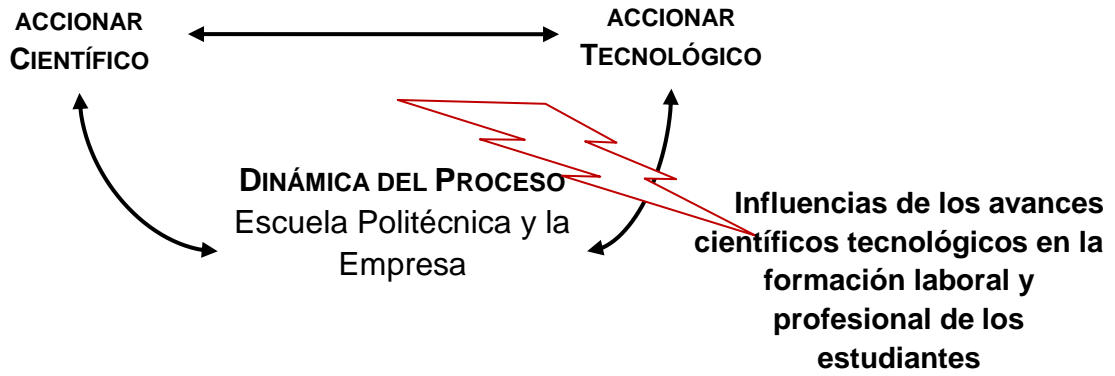 ACCIONAR
CIENTÍFICO
ACCIONAR
TECNOLÓGICO
DINÁMICA DEL PROCESO
Escuela Politécnica y la
Empresa
Influencias de los avances
científicos tecnológicos en la
formación laboral y
profesional de los
estudiantes